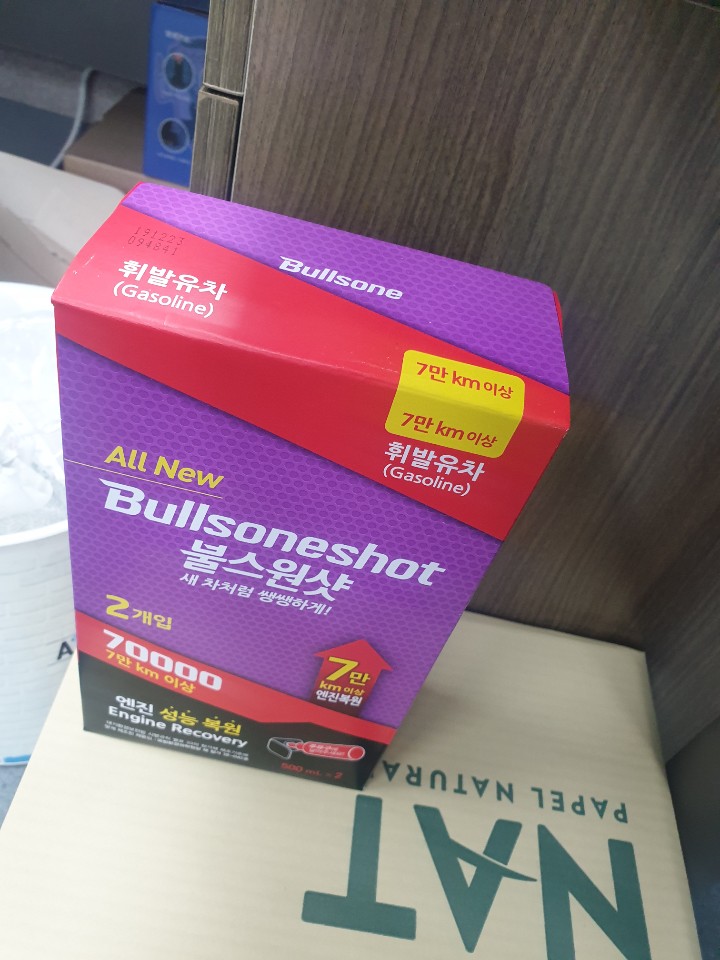 191223
094841
휘발유차
(Gasoline)
Bullsone
7만 km 이상
7만 km 이상
휘발유차
(Gasoline)
All New
Bullsoneshot
불스원샷
새 차처럼 쌩쌩하게!
2개입
70000
7만 km 이상
7만
km 이상
엔진복원
엔진 성능 복원
Engine Recovery
500 mL × 2
NAT
PAPEL NATURA